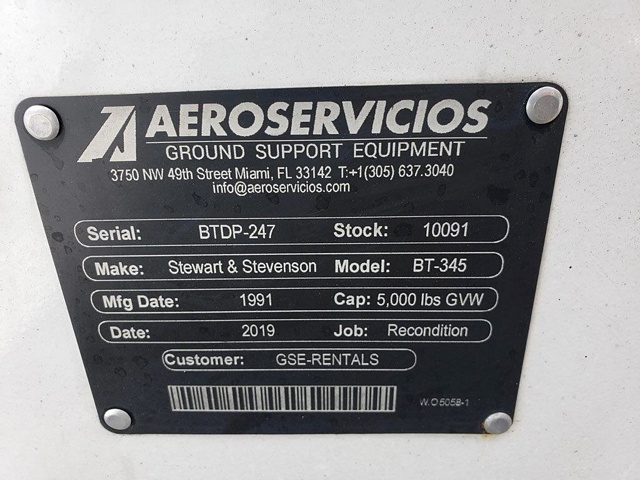 AEROSERVICIOS
GROUND SUPPORT EQUIPMENT
3750 NW 49th Street Miami, FL 33142 T:+1(305) 637.3040
info@aeroservicios.com
Serial: BTDP-247 Stock: 10091
Make: Stewart & Stevenson Model: BT-345
Mfg Date: 1991 Cap: 5,000 lbs GVW
Date: 2019 Job: Recondition
Customer: GSE-RENTALS
W.O 5058-1